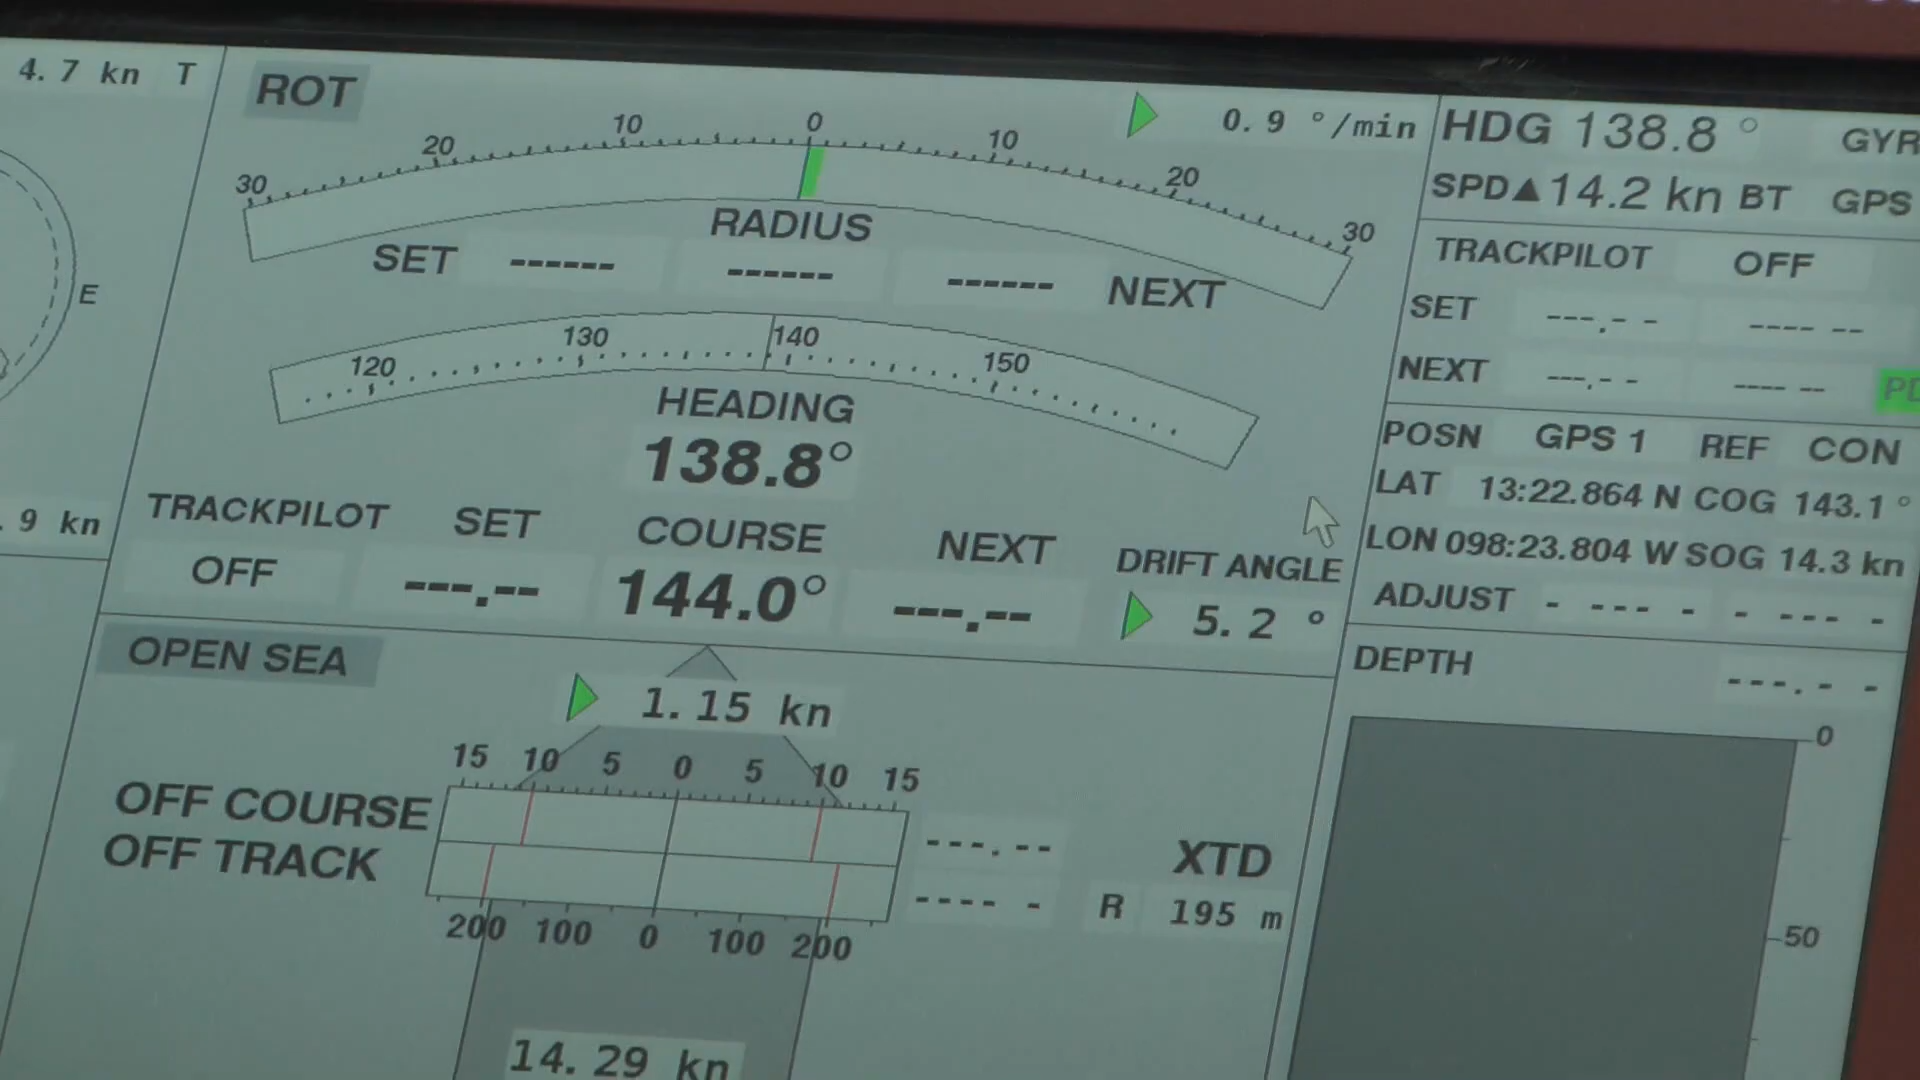 4.7 kn T
.9 kn
E
ROT
0.9 °/min
30 20 10 0 10 20 30
RADIUS
SET ------ ------ ------ NEXT
120 130 140 150
HEADING
138.8°
TRACKPILOT SET COURSE NEXT DRIFT ANGLE
OFF ---.-- 144.0° ---.-- 5.2 °
OPEN SEA
1.15 kn
15 10 5 0 5 10 15
OFF COURSE ---.--
OFF TRACK ---- -
XTD
R 195 m
200 100 0 100 200
14.29 kn
HDG 138.8 ° GYR
SPD▲14.2 kn BT GPS
TRACKPILOT OFF
SET ---.- - ---- --
NEXT ---.- - ---- --
POSN GPS 1 REF CON
LAT 13:22.864 N COG 143.1 °
LON 098:23.804 W SOG 14.3 kn
ADJUST - --- - - --- -
DEPTH ---.- -
0
50